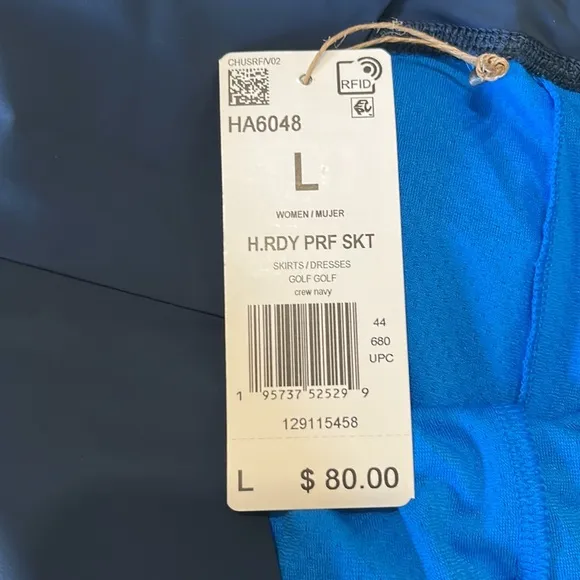 CHUSRF/V02
RFID
HA6048
L
WOMEN / MUJER
H.RDY PRF SKT
SKIRTS / DRESSES
GOLF GOLF
crew navy
44
680
UPC
1 95737 52529 9
129115458
L $ 80.00